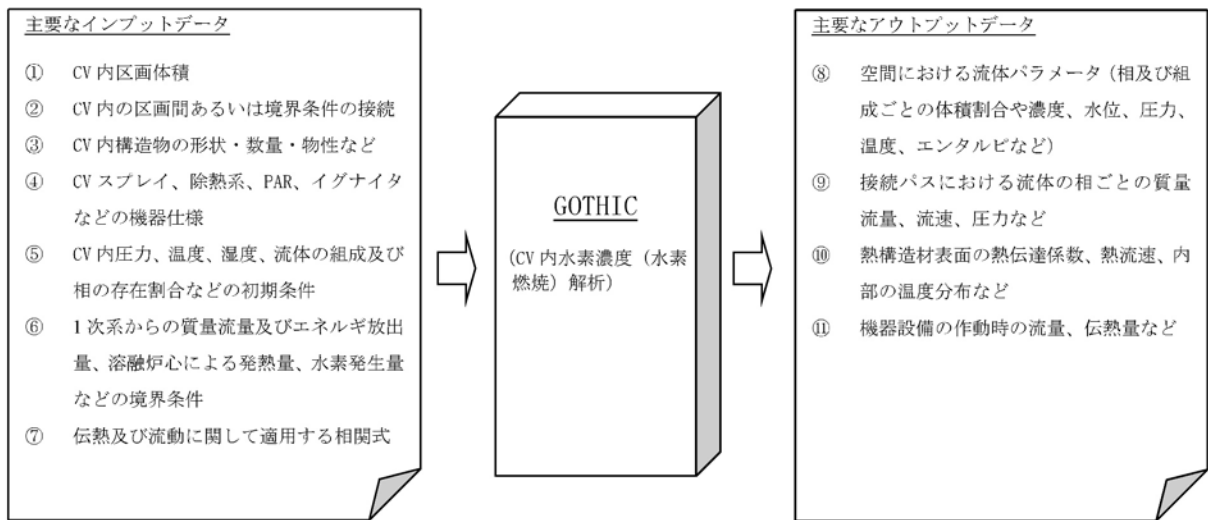 主要なインプットデータ
① CV 内区画体積
② CV 内の区画間あるいは境界条件の接続
③ CV 内構造物の形状・数量・物性など
④ CV スプレイ、除熱系、PAR、イグナイタ
などの機器仕様
⑤ CV 内圧力、温度、湿度、流体の組成及び
相の存在割合などの初期条件
⑥ 1 次系からの質量流量及びエネルギ放出
量、溶融炉心による発熱量、水素発生量
などの境界条件
⑦ 伝熱及び流動に関して適用する相関式
GOTHIC
(CV 内水素濃度（水素
燃焼）解析)
主要なアウトプットデータ
⑧ 空間における流体パラメータ（相及び組
成ごとの体積割合や濃度、水位、圧力、
温度、エンタルピなど）
⑨ 接続パスにおける流体の相ごとの質量
流量、流速、圧力など
⑩ 熱構造材表面の熱伝達係数、熱流速、内
部の温度分布など
⑪ 機器設備の作動時の流量、伝熱量など